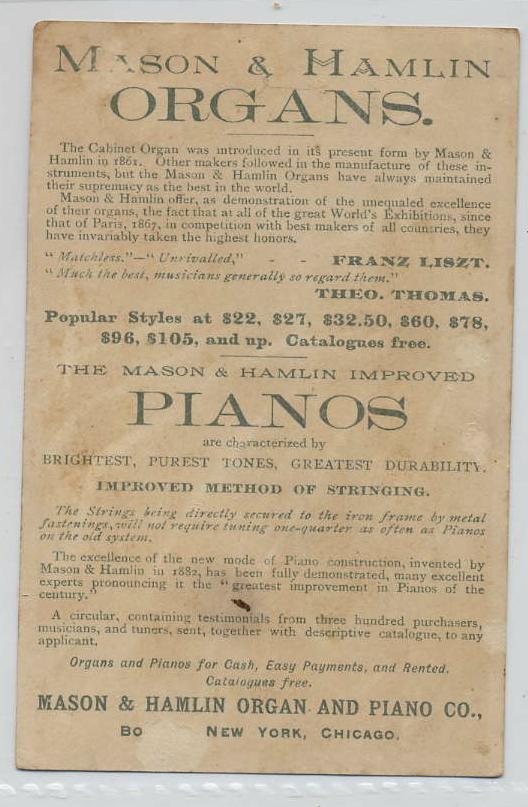 MASON & HAMLIN
ORGANS.
The Cabinet Organ was introduced in its present form by Mason &
Hamlin in 1861. Other makers followed in the manufacture of these in-
struments, but the Mason & Hamlin Organs have always maintained
their supremacy as the best in the world.
Mason & Hamlin offer, as demonstration of the unequaled excellence
of their organs, the fact that at all of the great World's Exhibitions, since
that of Paris, 1867, in competition with best makers of all countries, they
have invariably taken the highest honors.
"Matchless."—"Unrivalled," - - FRANZ LISZT.
"Much the best, musicians generally so regard them."
THEO. THOMAS.
Popular Styles at $22, $27, $32.50, $60, $78,
$96, $105, and up. Catalogues free.
THE MASON & HAMLIN IMPROVED
PIANOS
are characterized by
BRIGHTEST, PUREST TONES, GREATEST DURABILITY.
IMPROVED METHOD OF STRINGING.
The Strings being directly secured to the iron frame by metal
fastenings, will not require tuning one-quarter as often as Pianos
on the old system.
The excellence of the new mode of Piano construction, invented by
Mason & Hamlin in 1882, has been fully demonstrated, many excellent
experts pronouncing it the "greatest improvement in Pianos of the
century."
A circular, containing testimonials from three hundred purchasers,
musicians, and tuners, sent, together with descriptive catalogue, to any
applicant.
Organs and Pianos for Cash, Easy Payments, and Rented.
Catalogues free.
MASON & HAMLIN ORGAN AND PIANO CO.,
BO NEW YORK, CHICAGO.